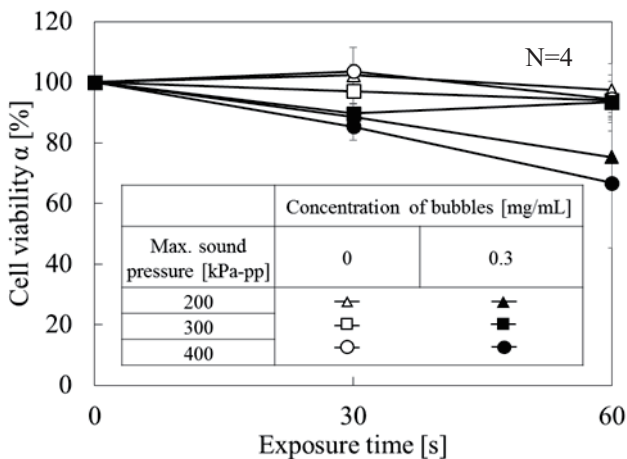 120
N=4
100
80
60
40
20
0
Cell viability α [%]
Concentration of bubbles [mg/mL]
Max. sound
pressure [kPa-pp]
0
0.3
200
300
400
0
30
60
Exposure time [s]